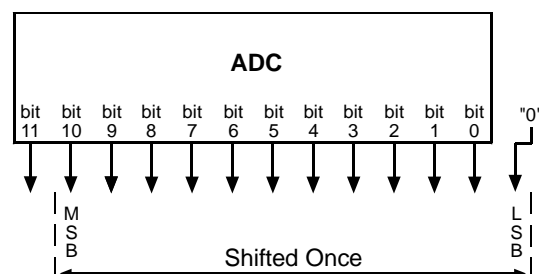 ADC
bit bit bit bit bit bit bit bit bit bit bit bit "0"
11 10 9 8 7 6 5 4 3 2 1 0
M L
S S
B B
Shifted Once